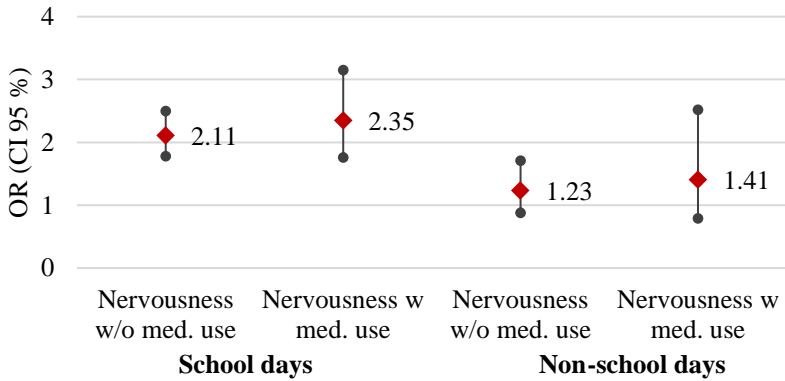 4
3
2
1
0
OR (CI 95 %)
2.11
2.35
1.23
1.41
Nervousness
w/o med. use
Nervousness w
med. use
Nervousness
w/o med. use
Nervousness w
med. use
School days
Non-school days